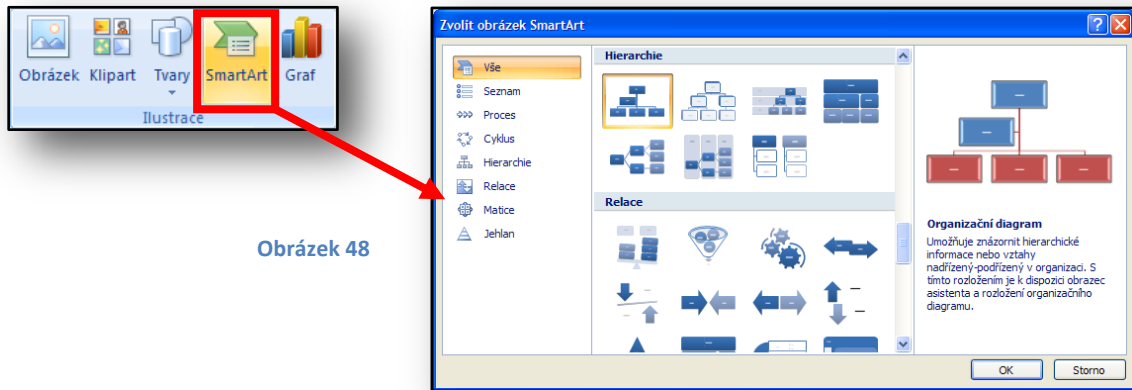 Obrázek Klipart Tvary SmartArt Graf
Ilustrace
Obrázek 48
Zvolit obrázek SmartArt
Vše
Seznam
Proces
Cyklus
Hierarchie
Relace
Matice
Jehlan
Hierarchie
Relace
Organizační diagram
Umožňuje znázornit hierarchické
informace nebo vztahy
nadřízený-podřízený v organizaci. S
tímto rozložením je k dispozici obrazec
asistenta a rozložení organizačního
diagramu.
OK Storno